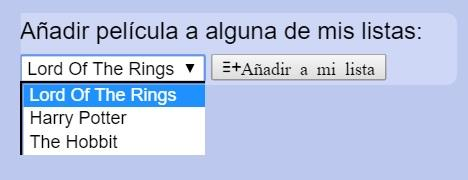 Añadir película a alguna de mis listas:
Lord Of The Rings ▼ Añadir a mi lista
Lord Of The Rings
Harry Potter
The Hobbit